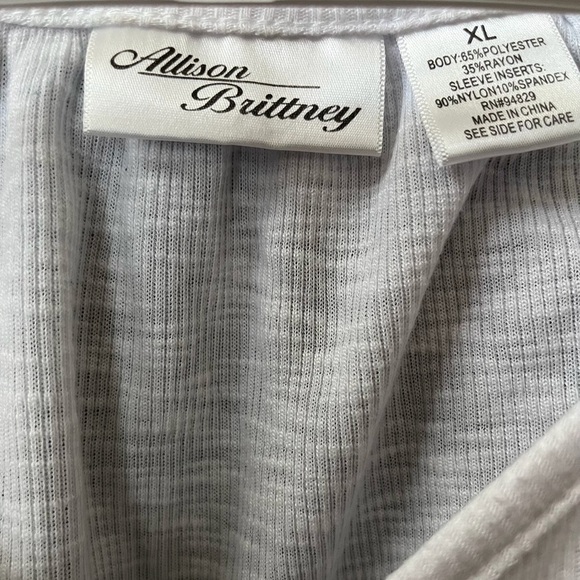 Allison
Brittney
XL
BODY:65%POLYESTER
35%RAYON
SLEEVE INSERTS:
90%NYLON10%SPANDEX
RN#94829
MADE IN CHINA
SEE SIDE FOR CARE